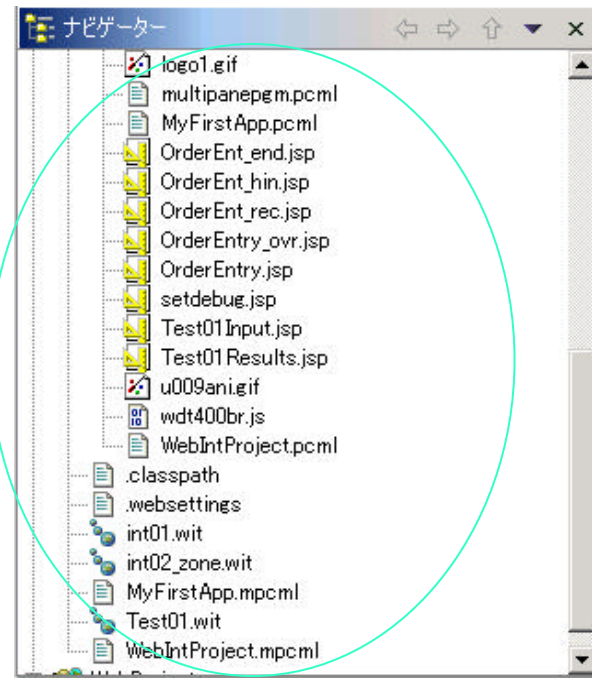 ナビゲーター
logo1.gif
multipanepgm.pcml
MyFirstApp.pcml
OrderEnt_end.jsp
OrderEnt_hin.jsp
OrderEnt_rec.jsp
OrderEntry_ovr.jsp
OrderEntry.jsp
setdebug.jsp
Test01Input.jsp
Test01Results.jsp
u009ani.gif
wdt400br.js
WebIntProject.pcml
.classpath
.websettings
int01.wit
int02_zone.wit
MyFirstApp.mpcml
Test01.wit
WebIntProject.mpcml